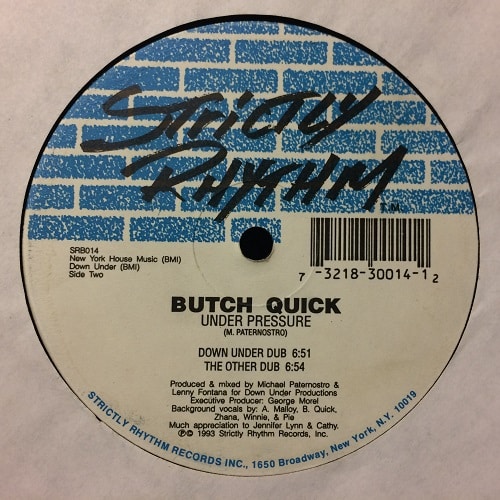 STRICTLY
RHYTHM
T.M.
SRB014
New York House Music (BMI)
Down Under (BMI)
Side Two
7 -3218-30014-1 2
BUTCH QUICK
UNDER PRESSURE
(M. PATERNOSTRO)
DOWN UNDER DUB 6:51
THE OTHER DUB 6:54
Produced & mixed by Michael Paternostro &
Lenny Fontana for Down Under Productions
Executive Producer: George Morel
Background vocals by: A. Malloy, B. Quick,
Zhana, Winnie, & Pie
Much appreciation to Jennifer Lynn & Cathy.
℗© 1993 Strictly Rhythm Records, Inc.
STRICTLY RHYTHM RECORDS INC., 1650 Broadway, New York, N.Y. 10019